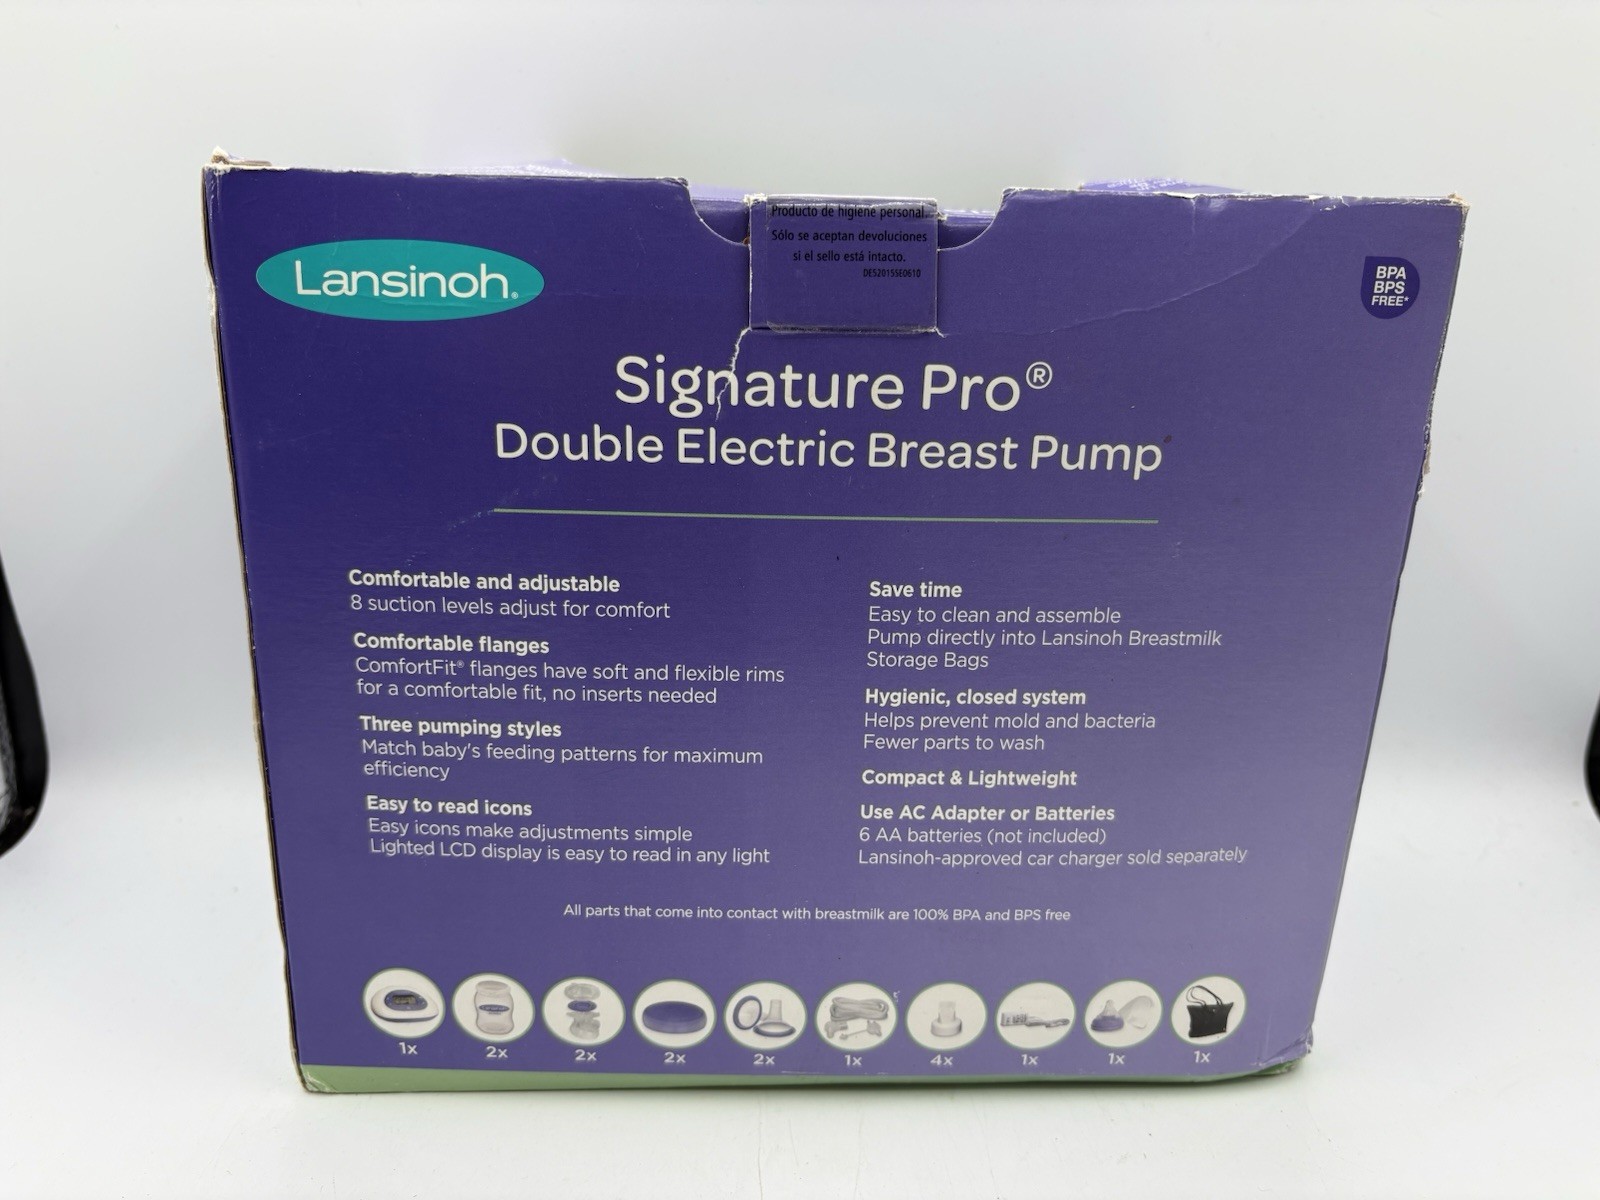 Producto de higiene personal.
Sólo se aceptan devoluciones
si el sello está intacto.
DES2015SE0610
Lansinoh®
BPA
BPS
FREE*
Signature Pro®
Double Electric Breast Pump
Comfortable and adjustable
8 suction levels adjust for comfort
Comfortable flanges
ComfortFit® flanges have soft and flexible rims
for a comfortable fit, no inserts needed
Three pumping styles
Match baby's feeding patterns for maximum
efficiency
Easy to read icons
Easy icons make adjustments simple
Lighted LCD display is easy to read in any light
Save time
Easy to clean and assemble
Pump directly into Lansinoh Breastmilk
Storage Bags
Hygienic, closed system
Helps prevent mold and bacteria
Fewer parts to wash
Compact & Lightweight
Use AC Adapter or Batteries
6 AA batteries (not included)
Lansinoh-approved car charger sold separately
All parts that come into contact with breastmilk are 100% BPA and BPS free
1x 2x 2x 2x 2x 1x 4x 1x 1x 1x